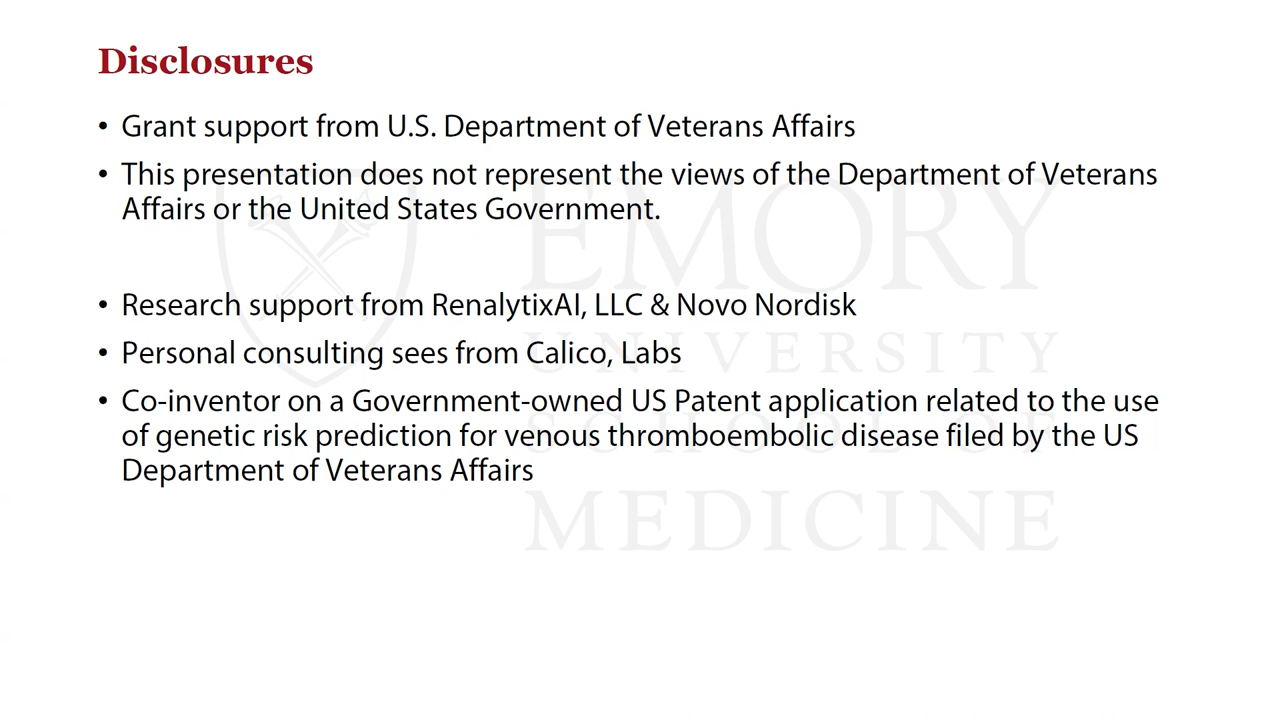 Disclosures
• Grant support from U.S. Department of Veterans Affairs
• This presentation does not represent the views of the Department of Veterans
Affairs or the United States Government.
• Research support from RenalytixAI, LLC & Novo Nordisk
• Personal consulting sees from Calico, Labs
• Co-inventor on a Government-owned US Patent application related to the use
of genetic risk prediction for venous thromboembolic disease filed by the US
Department of Veterans Affairs
EMORY
UNIVERSITY
SCHOOL OF
MEDICINE